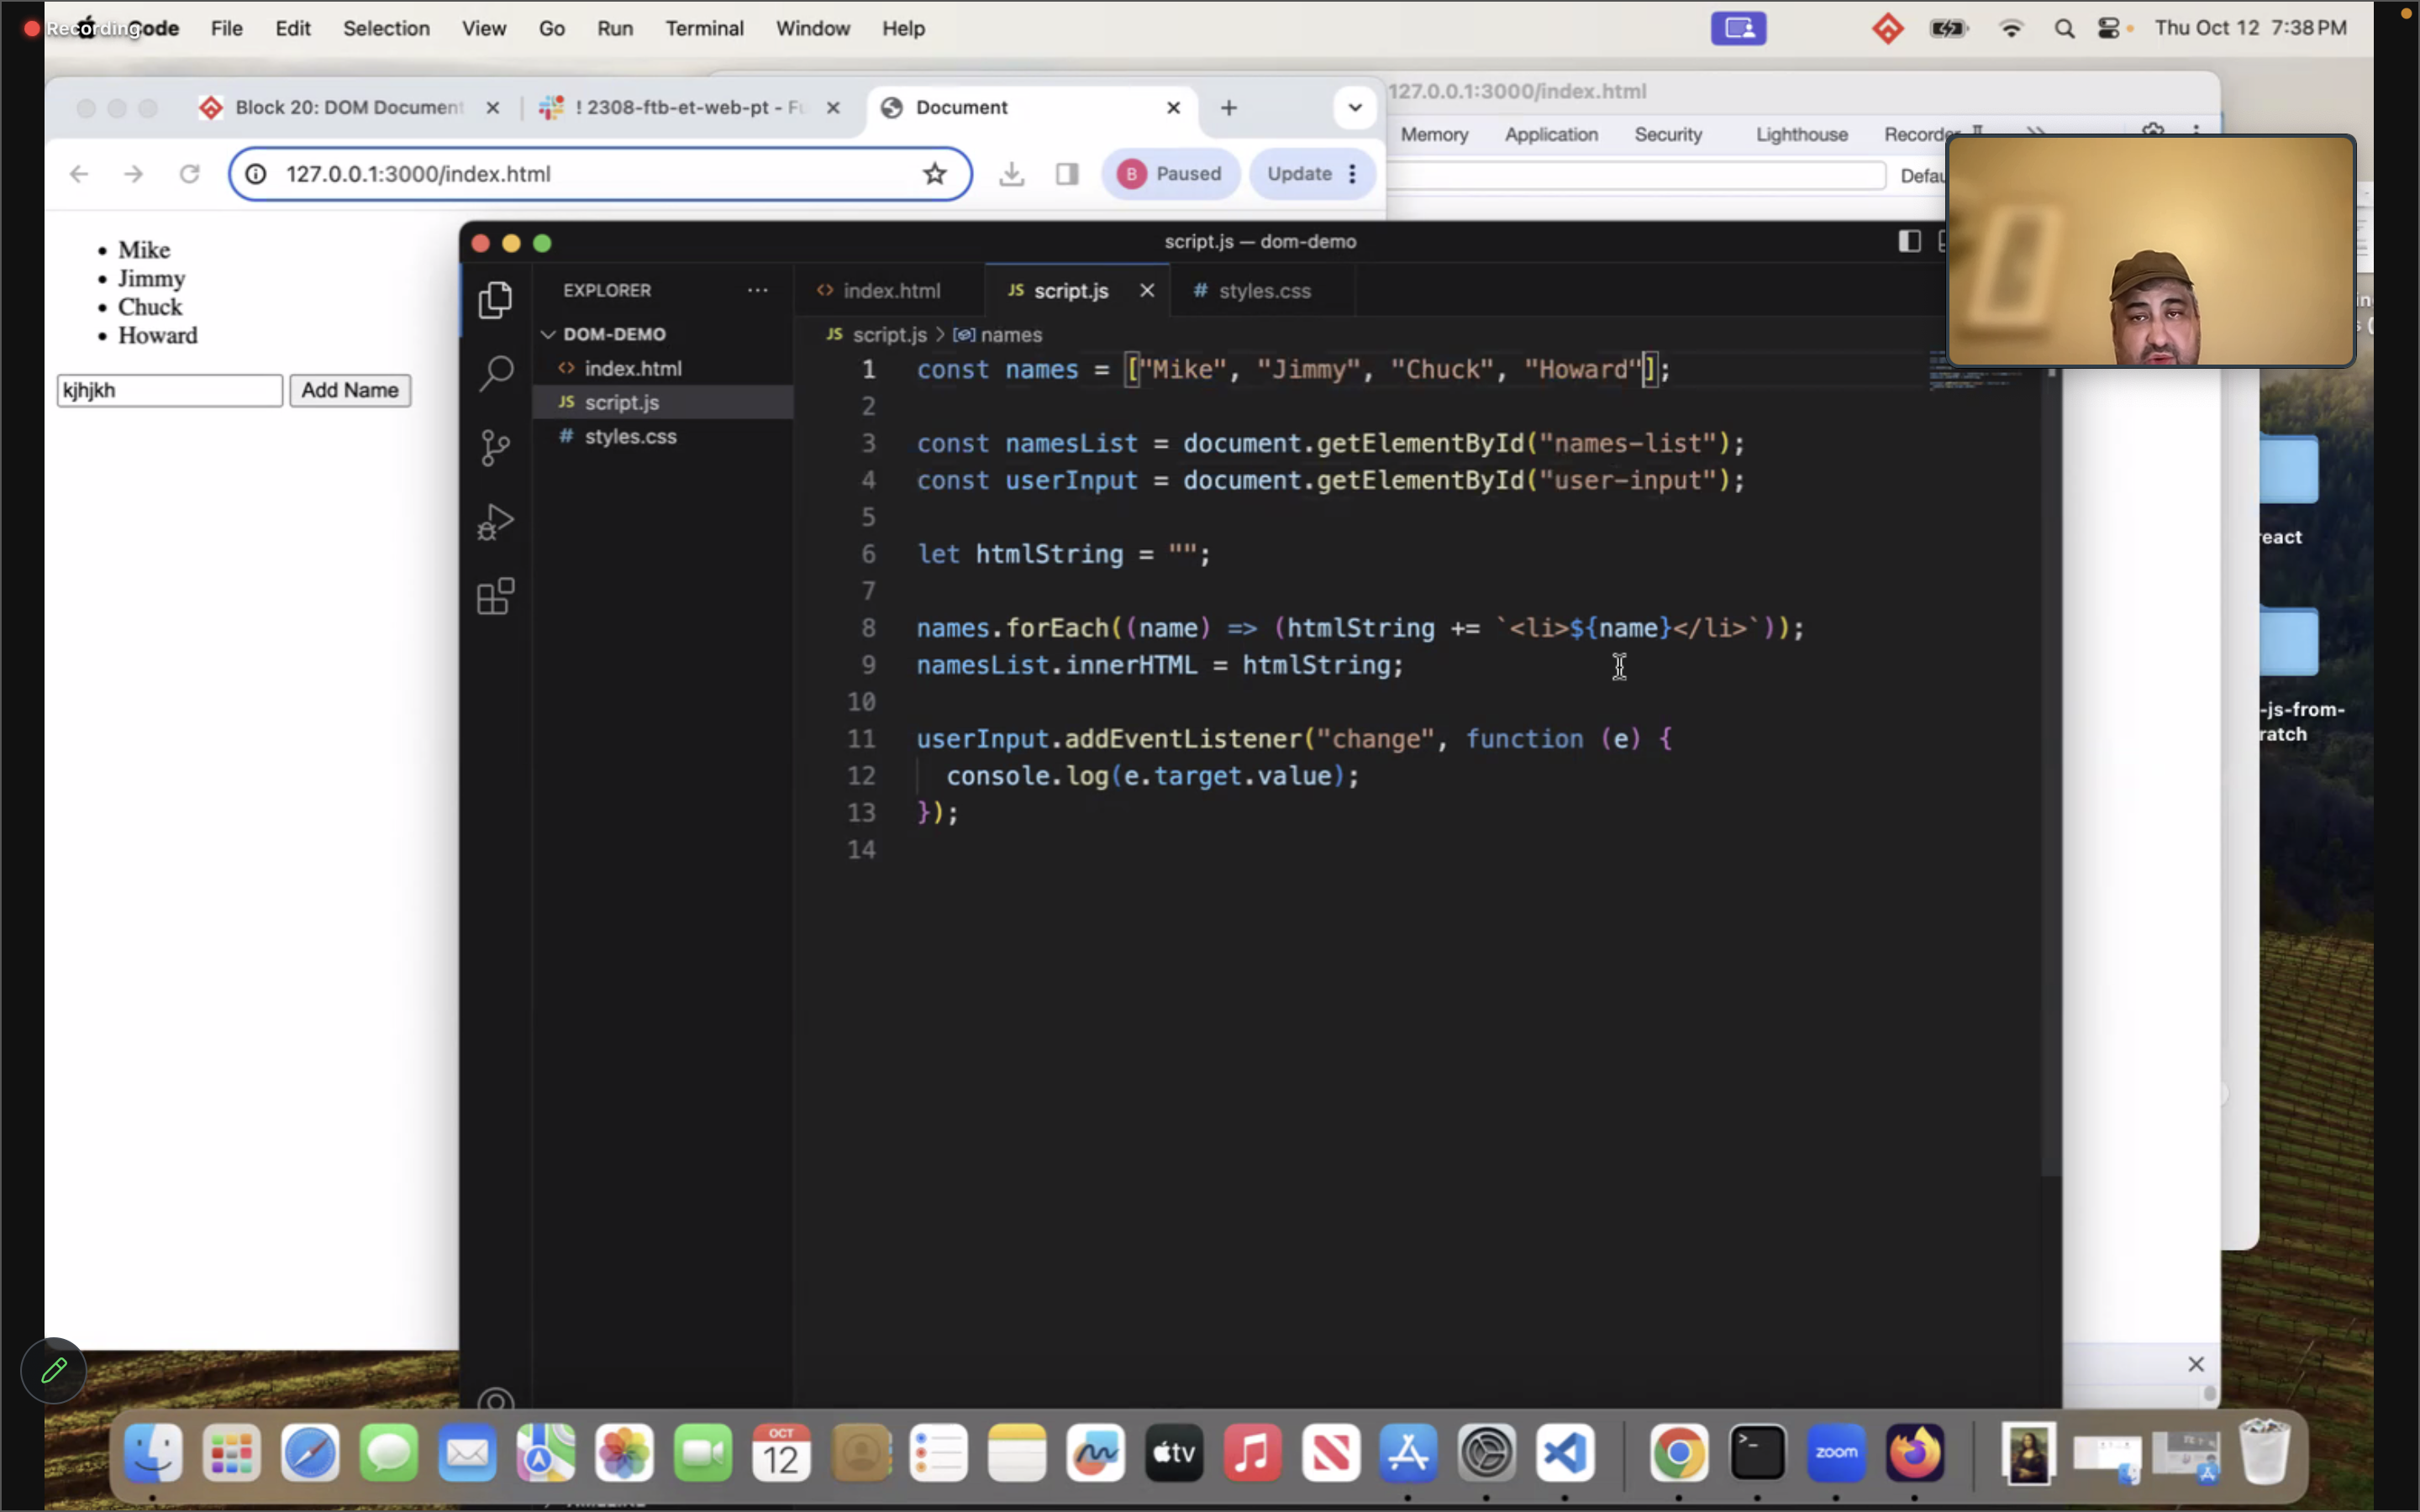 Recording
ode File Edit Selection View Go Run Terminal Window Help
Thu Oct 12 7:38 PM
127.0.0.1:3000/index.html
Block 20: DOM Document
! 2308-ftb-et-web-pt - Fu
Document
Memory Application Security Lighthouse Recorder
127.0.0.1:3000/index.html
B Paused
Update
Defau
Mike
Jimmy
Chuck
Howard
kjhjkh
Add Name
script.js — dom-demo
EXPLORER
DOM-DEMO
<> index.html
JS script.js
# styles.css
<> index.html
JS script.js
# styles.css
JS script.js > names
1 const names = ["Mike", "Jimmy", "Chuck", "Howard"];
2
3 const namesList = document.getElementById("names-list");
4 const userInput = document.getElementById("user-input");
5
6 let htmlString = "";
7
8 names.forEach((name) => (htmlString += `<li>${name}</li>`));
9 namesList.innerHTML = htmlString;
10
11 userInput.addEventListener("change", function (e) {
12 console.log(e.target.value);
13 });
14
eact
-js-from-
ratch
OCT
12
tv
zoom